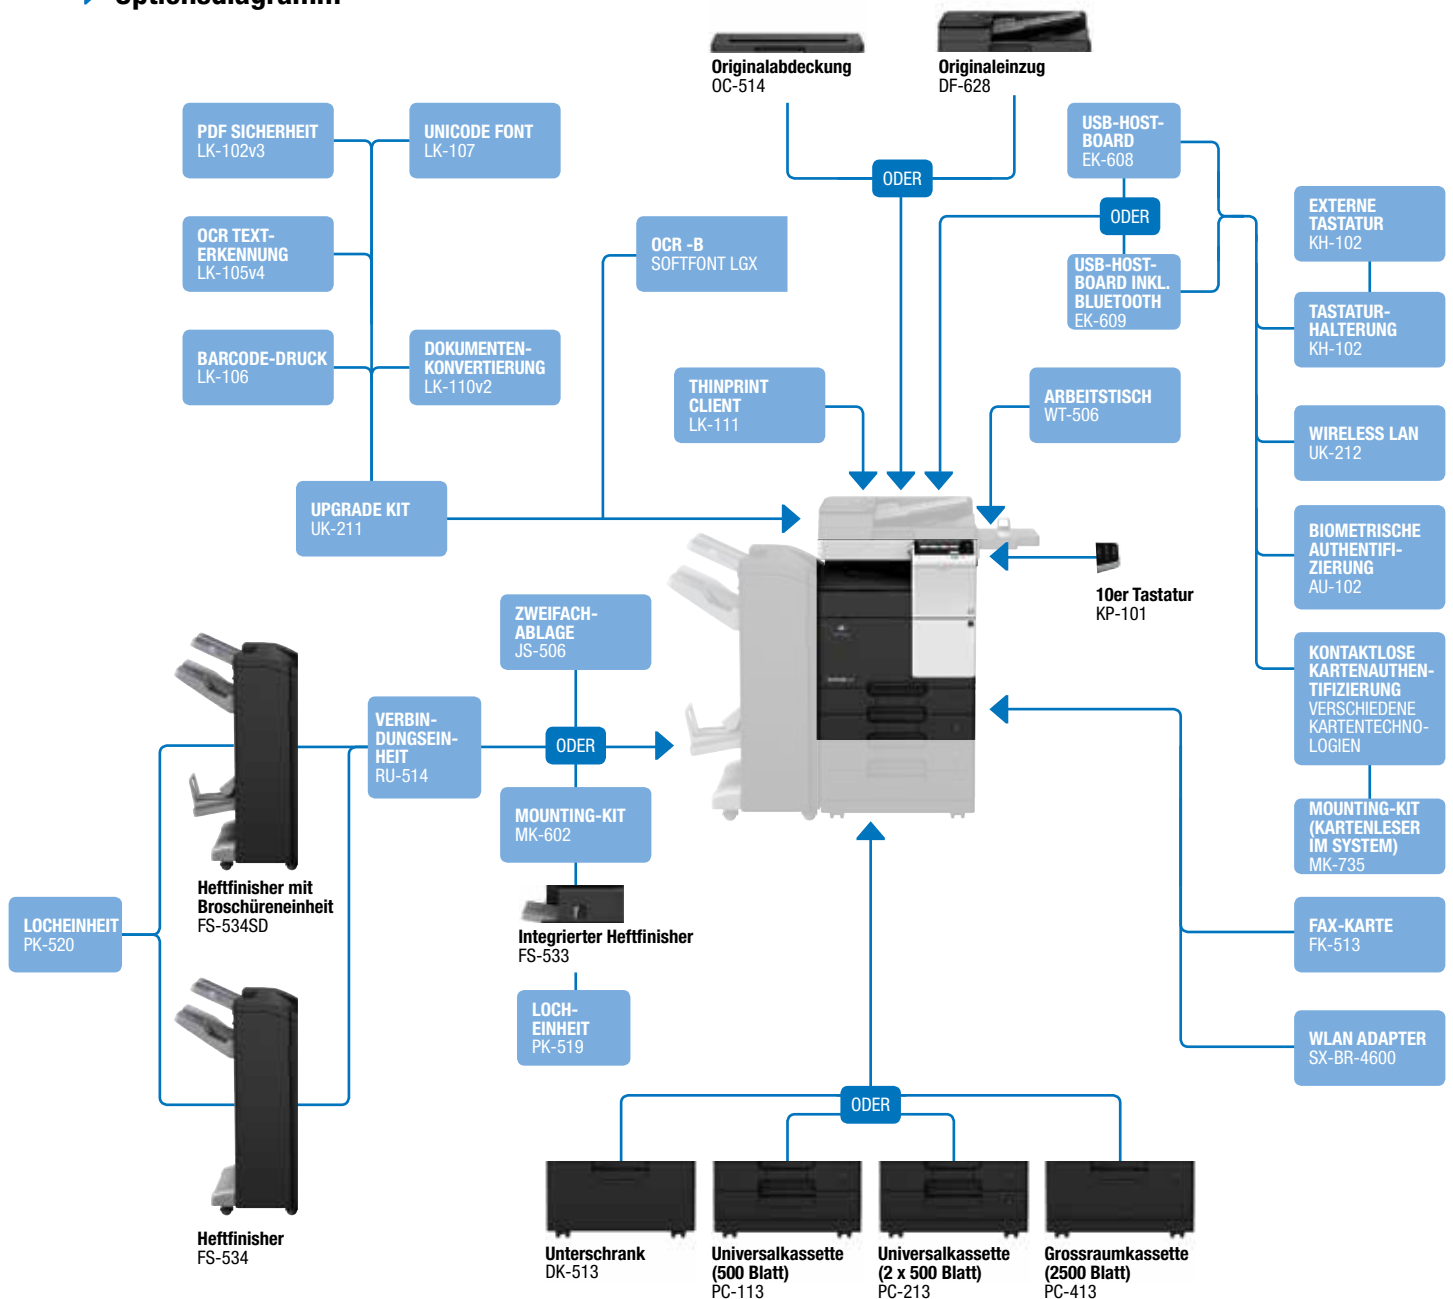 Optionsdiagramm
Originalabdeckung
OC-514
Originaleinzug
DF-628
PDF SICHERHEIT
LK-102v3
UNICODE FONT
LK-107
USB-HOST-
BOARD
EK-608
ODER
ODER
EXTERNE
TASTATUR
KH-102
OCR TEXT-
ERKENNUNG
LK-105v4
OCR -B
SOFTFONT LGX
USB-HOST-
BOARD INKL.
BLUETOOTH
EK-609
TASTATUR-
HALTERUNG
KH-102
BARCODE-DRUCK
LK-106
DOKUMENTEN-
KONVERTIERUNG
LK-110v2
THINPRINT
CLIENT
LK-111
ARBEITSTISCH
WT-506
WIRELESS LAN
UK-212
UPGRADE KIT
UK-211
BIOMETRISCHE
AUTHENTIFI-
ZIERUNG
AU-102
10er Tastatur
KP-101
ZWEIFACH-
ABLAGE
JS-506
KONTAKTLOSE
KARTENAUTHEN-
TIFIZIERUNG
VERSCHIEDENE
KARTENTECHNO-
LOGIEN
VERBIN-
DUNGSEIN-
HEIT
RU-514
ODER
MOUNTING-KIT
MK-602
MOUNTING-KIT
(KARTENLESER
IM SYSTEM)
MK-735
Heftfinisher mit
Broschüreneinheit
FS-534SD
LOCHEINHEIT
PK-520
Integrierter Heftfinisher
FS-533
FAX-KARTE
FK-513
LOCH-
EINHEIT
PK-519
WLAN ADAPTER
SX-BR-4600
ODER
Heftfinisher
FS-534
Unterschrank
DK-513
Universalkassette
(500 Blatt)
PC-113
Universalkassette
(2 x 500 Blatt)
PC-213
Grossraumkassette
(2500 Blatt)
PC-413